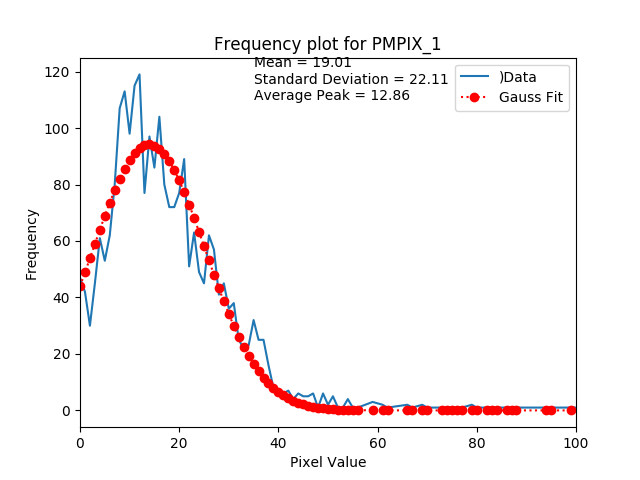 Frequency plot for PMPIX_1
Mean = 19.01
Standard Deviation = 22.11
Average Peak = 12.86
)Data
Gauss Fit
120
100
80
60
40
20
0
Frequency
0 20 40 60 80 100
Pixel Value